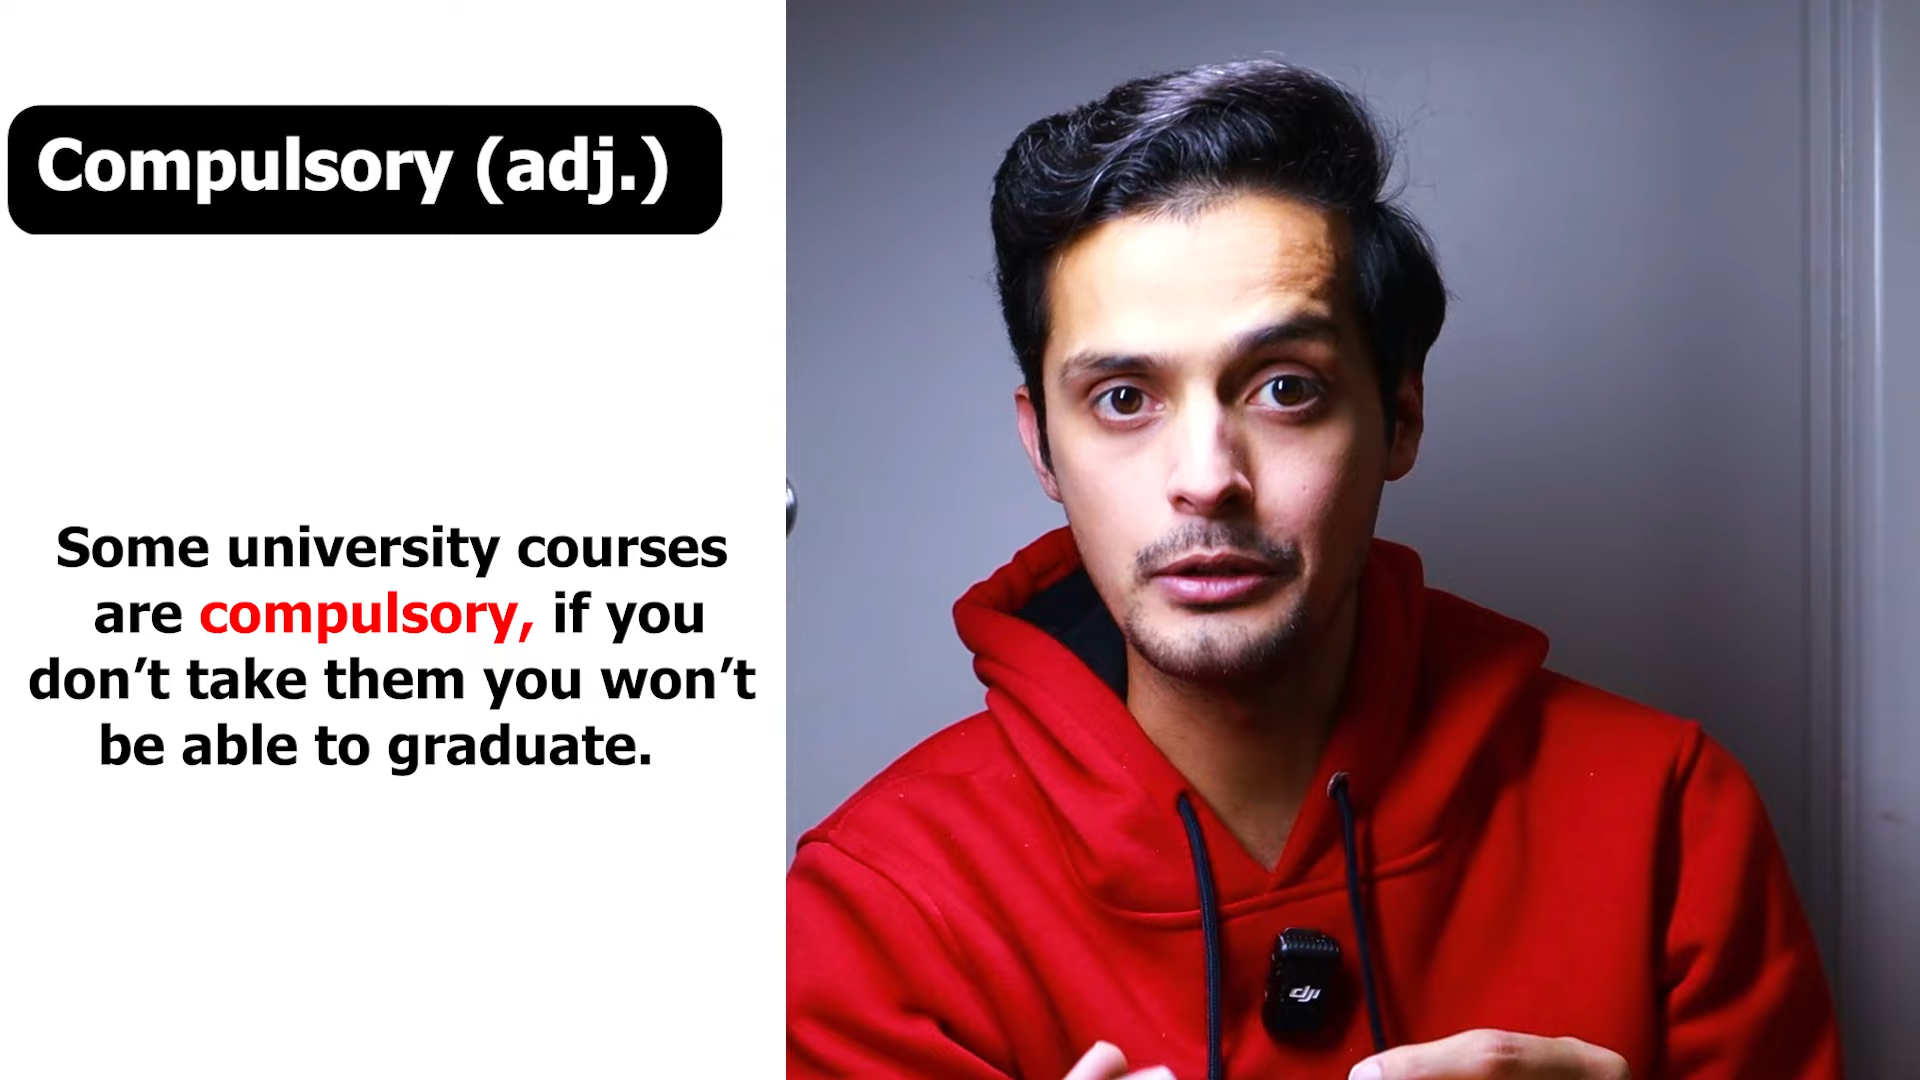 Compulsory (adj.)
Some university courses
are compulsory, if you
don’t take them you won’t
be able to graduate.
dji